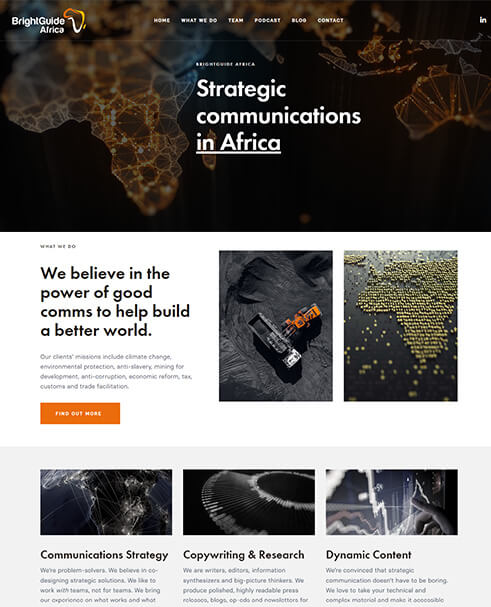 BrightGuide
Africa
HOME WHAT WE DO TEAM PODCAST BLOG CONTACT
in
BRIGHTGUIDE AFRICA
Strategic
communications
in Africa
WHAT WE DO
We believe in the
power of good
comms to help build
a better world.
Our clients' missions include climate change,
environmental protection, anti-slavery, mining for
development, anti-corruption, economic reform, tax,
customs and trade facilitation.
FIND OUT MORE
Communications Strategy
We're problem-solvers. We believe in co-
designing strategic solutions. We like to
work with teams, not for teams. We bring
our experience on what works and what
Copywriting & Research
We are writers, editors, information
synthesizers and big-picture thinkers. We
produce polished, highly readable press
releases, blogs, op-eds and newsletters for
Dynamic Content
We're convinced that strategic
communication doesn't have to be boring.
We love to take your technical and
complex material and make it accessible